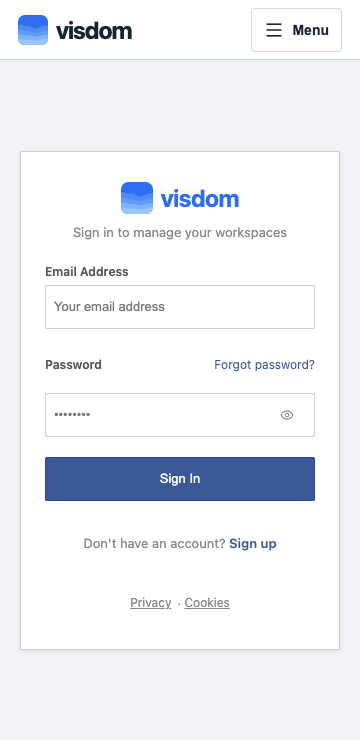 visdom
Menu
visdom
Sign in to manage your workspaces
Email Address
Your email address
Password
Forgot password?
••••••••
Sign In
Don't have an account? Sign up
Privacy · Cookies